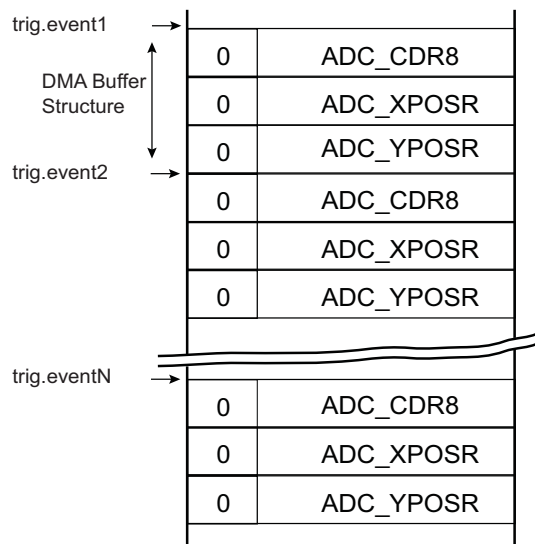 trig.event1
0 ADC_CDR8
DMA Buffer
Structure
0 ADC_XPOSR
0 ADC_YPOSR
trig.event2
0 ADC_CDR8
0 ADC_XPOSR
0 ADC_YPOSR
trig.eventN
0 ADC_CDR8
0 ADC_XPOSR
0 ADC_YPOSR